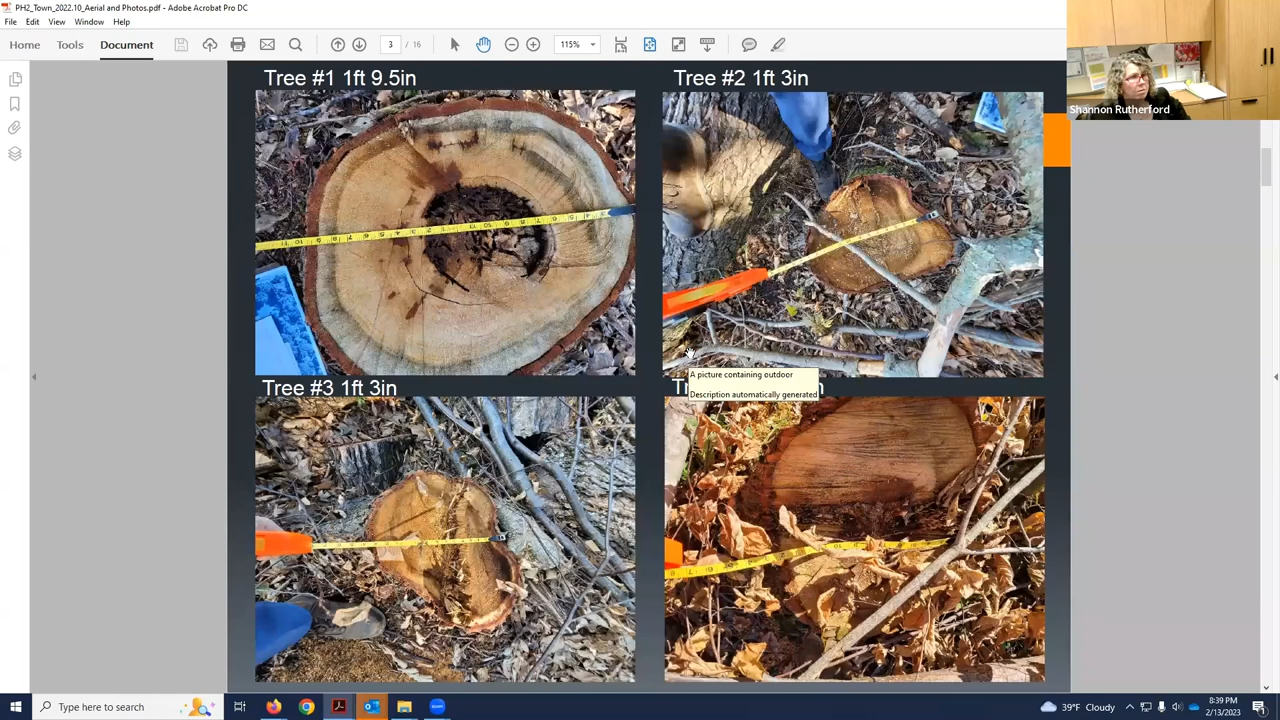 PH2_Town_2022.10_Aerial and Photos.pdf - Adobe Acrobat Pro DC
File Edit View Window Help
Home Tools Document
3 / 16
115%
Shannon Rutherford
Tree #1 1ft 9.5in
Tree #2 1ft 3in
Tree #3 1ft 3in
A picture containing outdoor
Description automatically generated
Type here to search
zoom
39°F Cloudy
8:39 PM
2/13/2023